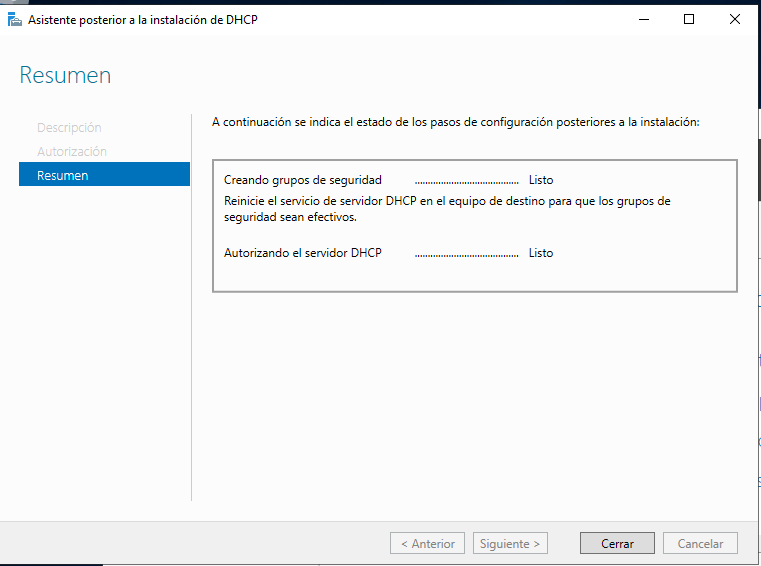 Asistente posterior a la instalación de DHCP
Resumen
Descripción
Autorización
Resumen
A continuación se indica el estado de los pasos de configuración posteriores a la instalación:
Creando grupos de seguridad ........................................ Listo
Reinicie el servicio de servidor DHCP en el equipo de destino para que los grupos de
seguridad sean efectivos.
Autorizando el servidor DHCP ........................................ Listo
< Anterior
Siguiente >
Cerrar
Cancelar